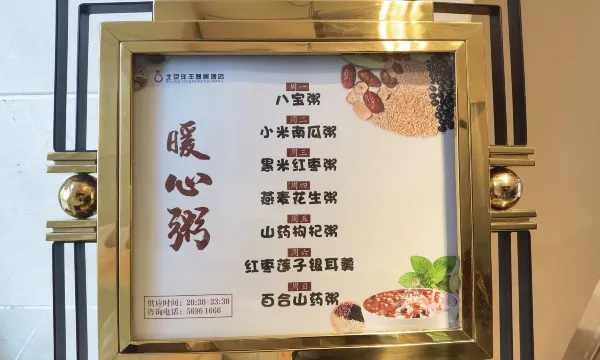 暖心粥
周一
八宝粥
周二
小米南瓜粥
周三
黑米红枣粥
周四
燕麦花生粥
周五
山药枸杞粥
周六
红枣莲子银耳羹
周日
百合山药粥
供应时间：20:30-23:30
咨询电话：56961666